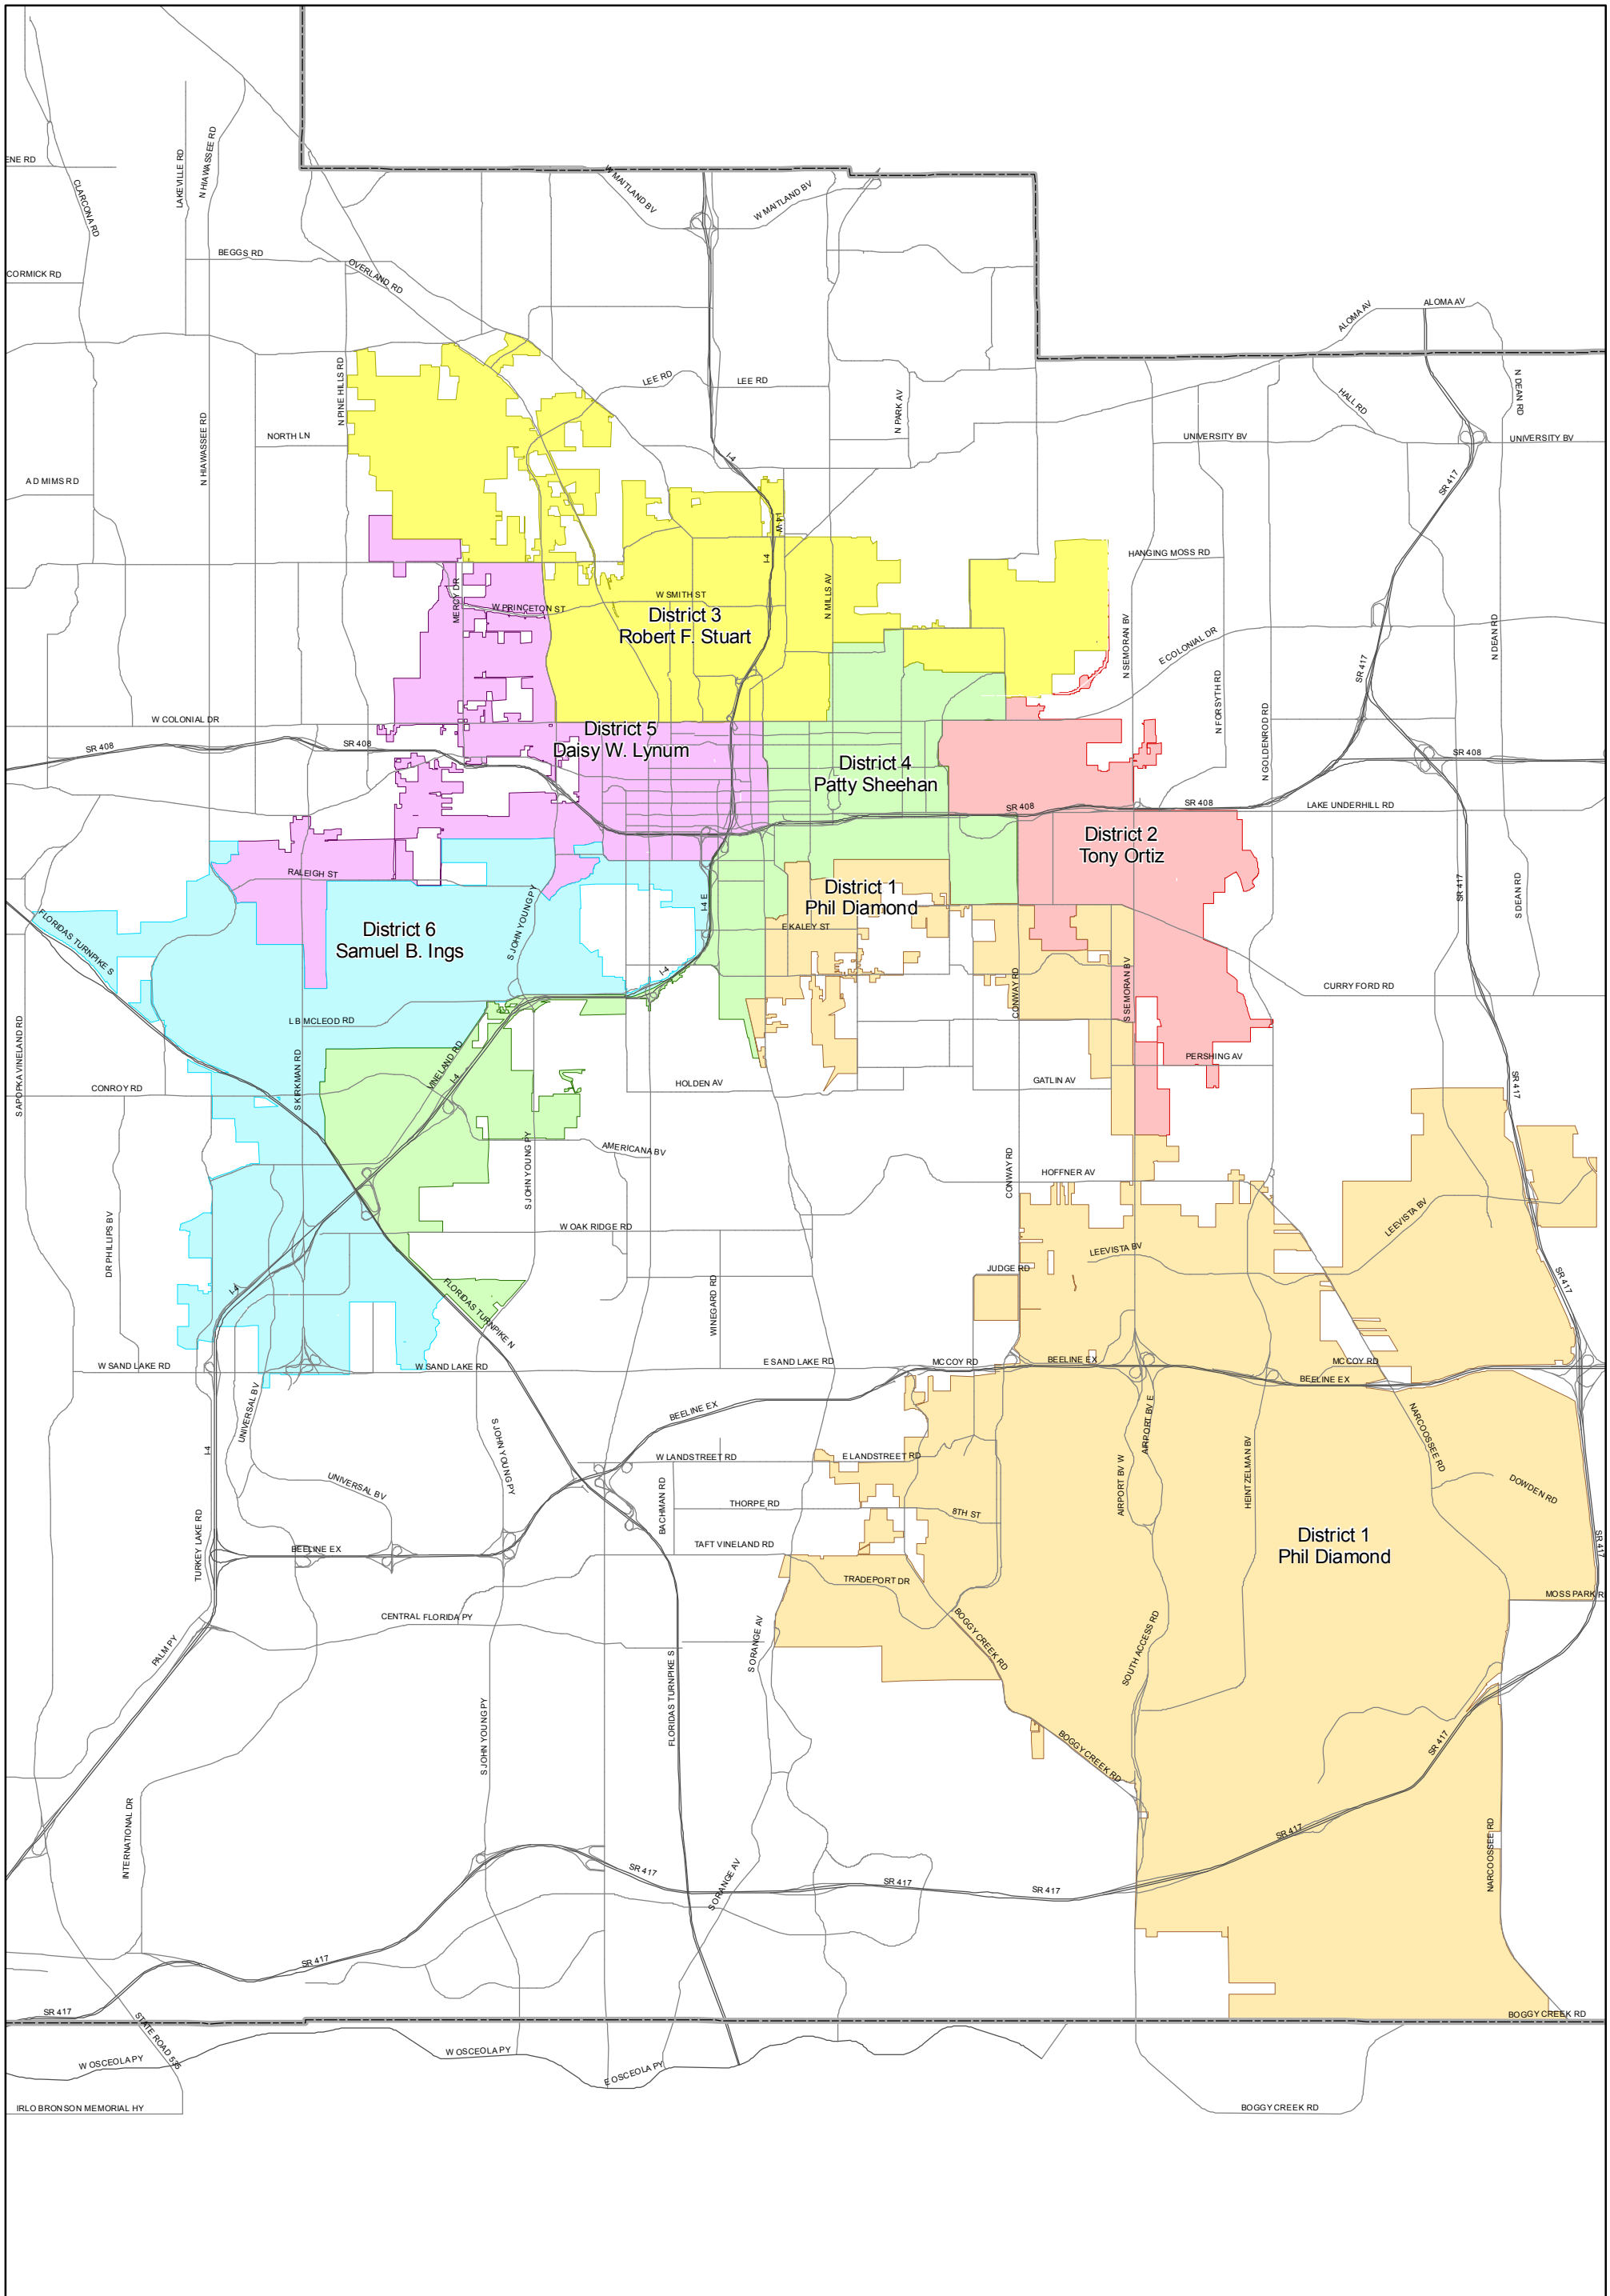 W MAITLAND BV
W MAITLAND BV
ENE RD
CLARCONA RD
LAKEVILLE RD
N HIAWASSEE RD
BEGGS RD
OVERLAND RD
CORMICK RD
ALOMA AV
ALOMA AV
LEE RD
LEE RD
N PARK AV
N PINE HILLS RD
NORTH LN
N HIAWASSEE RD
A D MIMS RD
HALL RD
N DEAN RD
UNIVERSITY BV
UNIVERSITY BV
I-4
SR 417
I-4 W
I-4
HANGING MOSS RD
MERCY DR
W PRINCETON ST
W SMITH ST
N MILLS AV
District 3
Robert F. Stuart
N SEMORAN BV
E COLONIAL DR
N FORSYTH RD
N GOLDENROD RD
SR 417
N DEAN RD
W COLONIAL DR
SR 408
SR 408
District 5
Daisy W. Lynum
District 4
Patty Sheehan
SR 408
SR 408
SR 408
LAKE UNDERHILL RD
District 2
Tony Ortiz
RALEIGH ST
District 1
Phil Diamond
E KALEY ST
I-4 E
SR 417
S DEAN RD
FLORIDAS TURNPIKE S
District 6
Samuel B. Ings
S JOHN YOUNG PY
I-4
CONWAY RD
S SEMORAN BV
CURRY FORD RD
L B MCLEOD RD
S APOPKA VINELAND RD
S KIRKMAN RD
VINELAND RD
I-4
CONROY RD
HOLDEN AV
GATLIN AV
PERSHING AV
SR 417
S JOHN YOUNG PY
AMERICANA BV
CONWAY RD
HOFFNER AV
DR PHILLIPS BV
W OAK RIDGE RD
LEEVISTA BV
LEEVISTA BV
JUDGE RD
I-4
FLORIDAS TURNPIKE N
WINEGARD RD
SR 417
W SAND LAKE RD
W SAND LAKE RD
E SAND LAKE RD
MC COY RD
BEELINE EX
MC COY RD
BEELINE EX
UNIVERSAL BV
BEELINE EX
S JOHN YOUNG PY
AIRPORT BV E
NARCOOSSEE RD
I-4
W LANDSTREET RD
E LANDSTREET RD
AIRPORT BV W
HEINTZELMAN BV
UNIVERSAL BV
BACHMAN RD
THORPE RD
8TH ST
DOWDEN RD
TURKEY LAKE RD
BEELINE EX
TAFT VINELAND RD
TRADEPORT DR
District 1
Phil Diamond
SR 417
MOSS PARK R
CENTRAL FLORIDA PY
PALM PY
S ORANGE AV
BOGGY CREEK RD
SOUTH ACCESS RD
FLORIDAS TURNPIKE S
S JOHN YOUNG PY
BOGGY CREEK RD
SR 417
INTERNATIONAL DR
SR 417
NARCOOSSEE RD
SR 417
S ORANGE AV
SR 417
SR 417
SR 417
SR 417
STATE ROAD 535
BOGGY CREEK RD
W OSCEOLA PY
W OSCEOLA PY
E OSCEOLA PY
IRLO BRONSON MEMORIAL HY
BOGGY CREEK RD